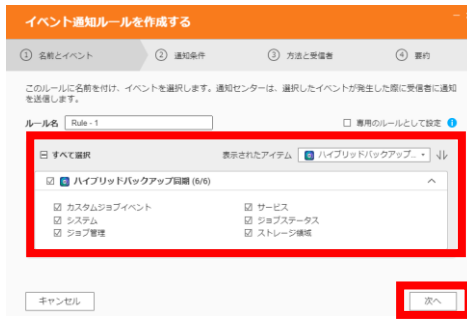 イベント通知ルールを作成する
① 名前とイベント ② 通知条件 ③ 方法と受信者 ④ 要約
このルールに名前を付け、イベントを選択します。通知センターは、選択したイベントが発生した際に受信者に通知
を送信します。
ルール名 Rule - 1 専用のルールとして設定
すべて選択 表示されたアイテム ハイブリッドバックアップ...
ハイブリッドバックアップ同期 (6/6)
カスタムジョブイベント サービス
システム ジョブステータス
ジョブ管理 ストレージ領域
キャンセル 次へ